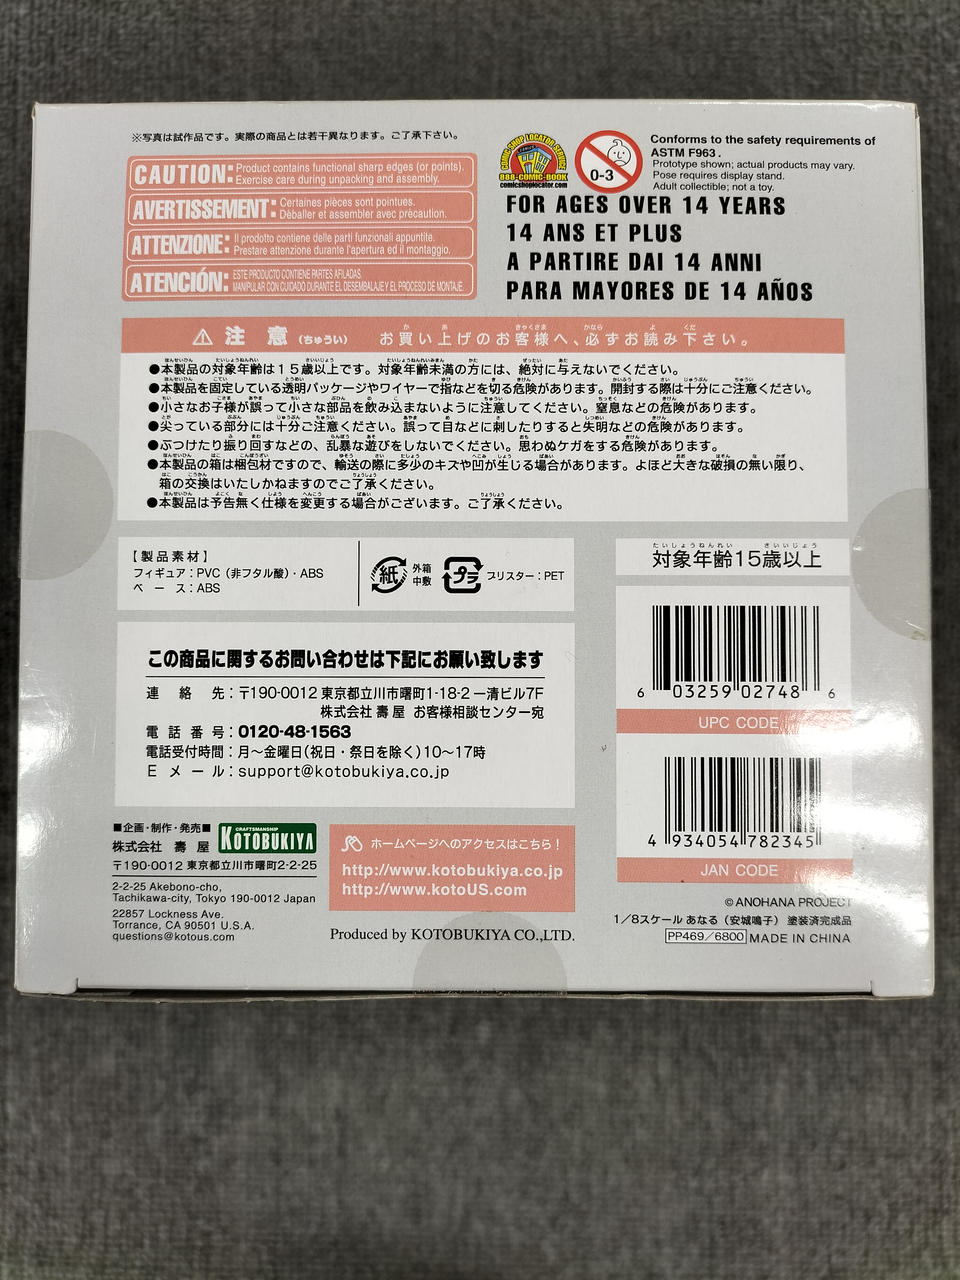 ※写真は試作品です。実際の商品とは若干異なります。ご了承下さい。
CAUTION: Product contains functional sharp edges (or points).
Exercise care during unpacking and assembly.
AVERTISSEMENT: Certaines pièces sont pointues.
Déballer et assembler avec précaution.
ATTENZIONE: Il prodotto contiene delle parti funzionali appuntite.
Prestare attenzione durante l'apertura ed il montaggio.
ATENCIÓN: ESTE PRODUCTO CONTIENE PARTES AFILADAS.
MANIPULAR CON CUIDADO DURANTE EL DESEMBALAJE Y EL PROCESO DE MONTAJE.
COMIC SHOP LOCATOR SERVICE
COMICS
888-COMIC-BOOK
comicshoplocator.com
0-3
Conforms to the safety requirements of
ASTM F963.
Prototype shown; actual products may vary.
Pose requires display stand.
Adult collectible; not a toy.
FOR AGES OVER 14 YEARS
14 ANS ET PLUS
A PARTIRE DAI 14 ANNI
PARA MAYORES DE 14 AÑOS
注意(ちゅうい) お買い上げのお客様へ、必ずお読み下さい。
●本製品の対象年齢は15歳以上です。対象年齢未満の方には、絶対に与えないでください。
●本製品を固定している透明パッケージやワイヤーで指などを切る危険があります。開封する際は十分にご注意ください。
●小さなお子様が誤って小さな部品を飲み込まないように注意してください。窒息などの危険があります。
●尖っている部分には十分ご注意ください。誤って目などに刺したりすると失明などの危険があります。
●ぶつけたり振り回すなどの、乱暴な遊びをしないでください。思わぬケガをする危険があります。
●本製品の箱は梱包材ですので、輸送の際に多少のキズや凹が生じる場合があります。よほど大きな破損の無い限り、
箱の交換はいたしかねますのでご了承ください。
●本製品は予告無く仕様を変更する場合がございます。ご了承ください。
【製品素材】
フィギュア:PVC(非フタル酸)・ABS
ベース:ABS
紙 外箱
中敷
プラ ブリスター:PET
たいしょうねんれい さいいじょう
対象年齢15歳以上
この商品に関するお問い合わせは下記にお願い致します
連絡先:〒190-0012 東京都立川市曙町1-18-2 一清ビル7F
株式会社 壽屋 お客様相談センター宛
電話番号:0120-48-1563
電話受付時間:月～金曜日(祝日・祭日を除く)10～17時
Eメール:support@kotobukiya.co.jp
6 03259 02748 6
UPC CODE
4 934054 782345
JAN CODE
■企画・制作・発売■
株式会社 壽屋
CRAFTSMANSHIP
KOTOBUKIYA
〒190-0012 東京都立川市曙町2-2-25
2-2-25 Akebono-cho,
Tachikawa-city, Tokyo 190-0012 Japan
22857 Lockness Ave.
Torrance, CA 90501 U.S.A.
questions@kotous.com
ホームページへのアクセスはこちら!
http://www.kotobukiya.co.jp
http://www.kotoUS.com
Produced by KOTOBUKIYA CO.,LTD.
©ANOHANA PROJECT
1/8スケール あなる(安城鳴子) 塗装済完成品
PP469/6800 MADE IN CHINA